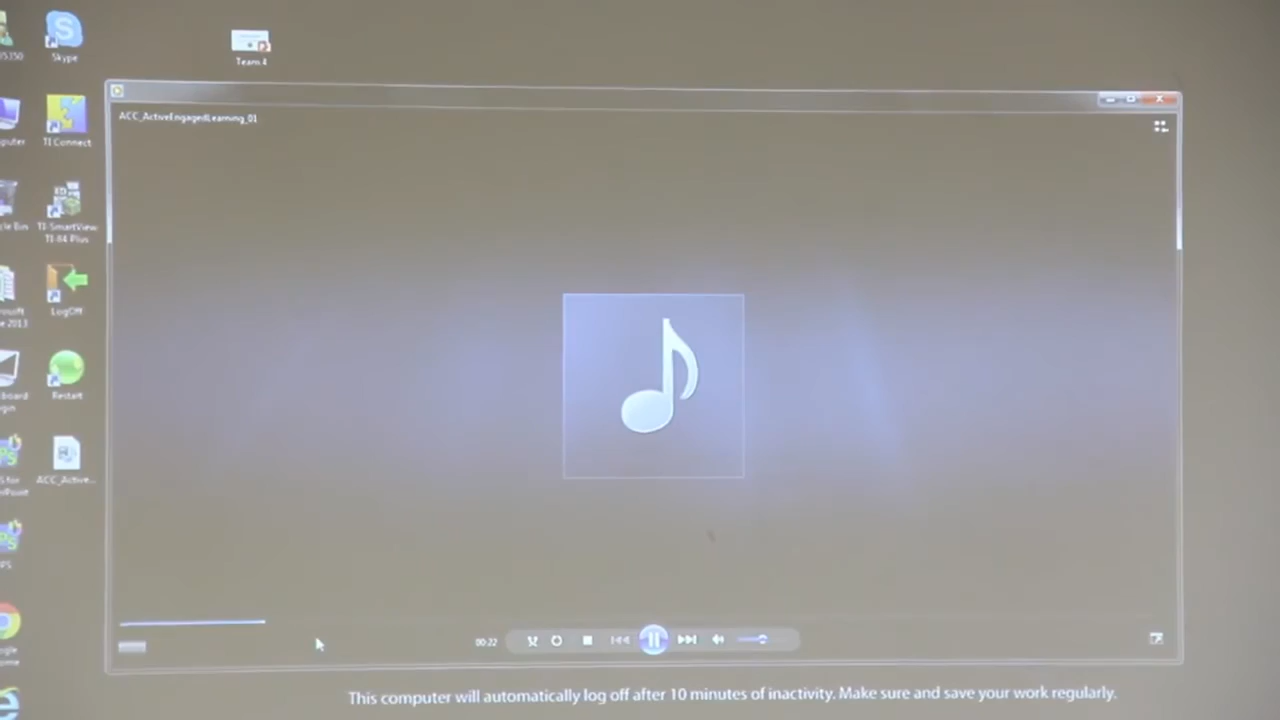 Skype
Team 4
ACC_ActiveEngagedLearning_01
TI Connect
TI-SmartView
TI-84 Plus
LogOff
Restart
ACC_Active...
00:22
This computer will automatically log off after 10 minutes of inactivity. Make sure and save your work regularly.